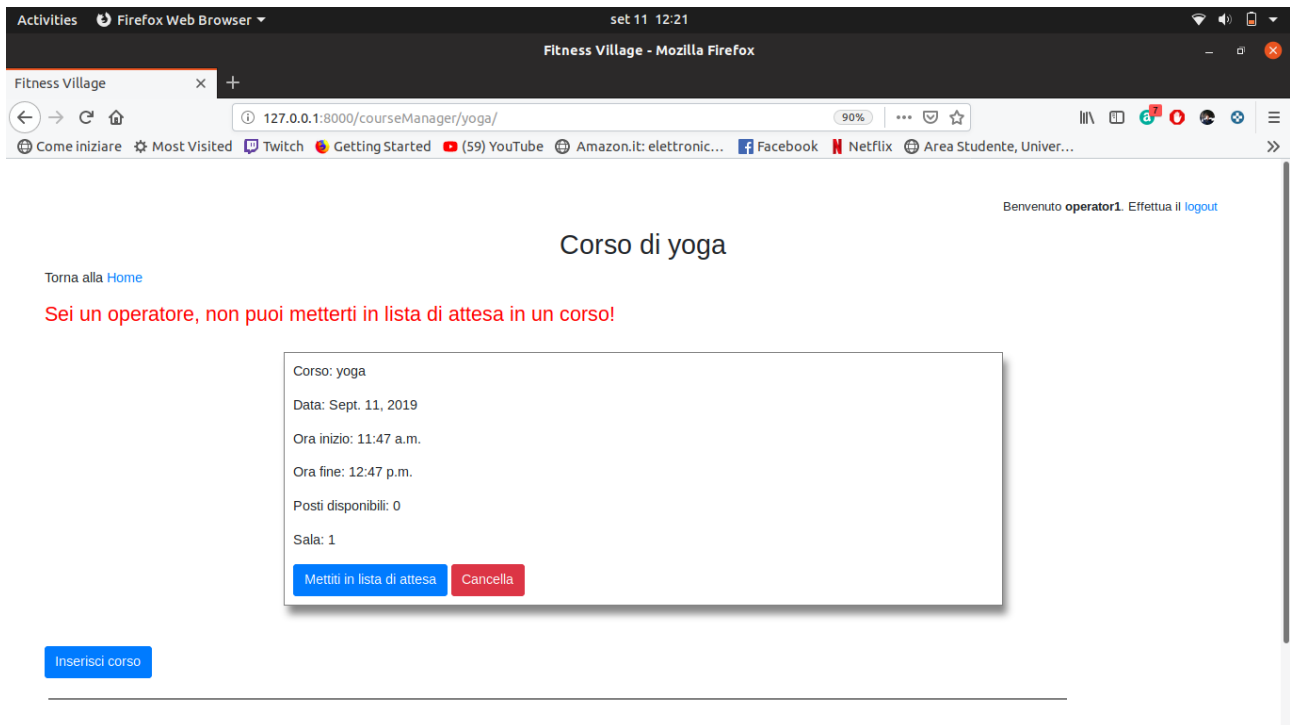 Activities Firefox Web Browser set 11 12:21
Fitness Village - Mozilla Firefox
Fitness Village
127.0.0.1:8000/courseManager/yoga/ 90% 7
Come iniziare Most Visited Twitch Getting Started (59) YouTube Amazon.it: elettronic... Facebook Netflix Area Studente, Univer...
Benvenuto operator1. Effettua il logout
Corso di yoga
Torna alla Home
Sei un operatore, non puoi metterti in lista di attesa in un corso!
Corso: yoga
Data: Sept. 11, 2019
Ora inizio: 11:47 a.m.
Ora fine: 12:47 p.m.
Posti disponibili: 0
Sala: 1
Mettiti in lista di attesa Cancella
Inserisci corso